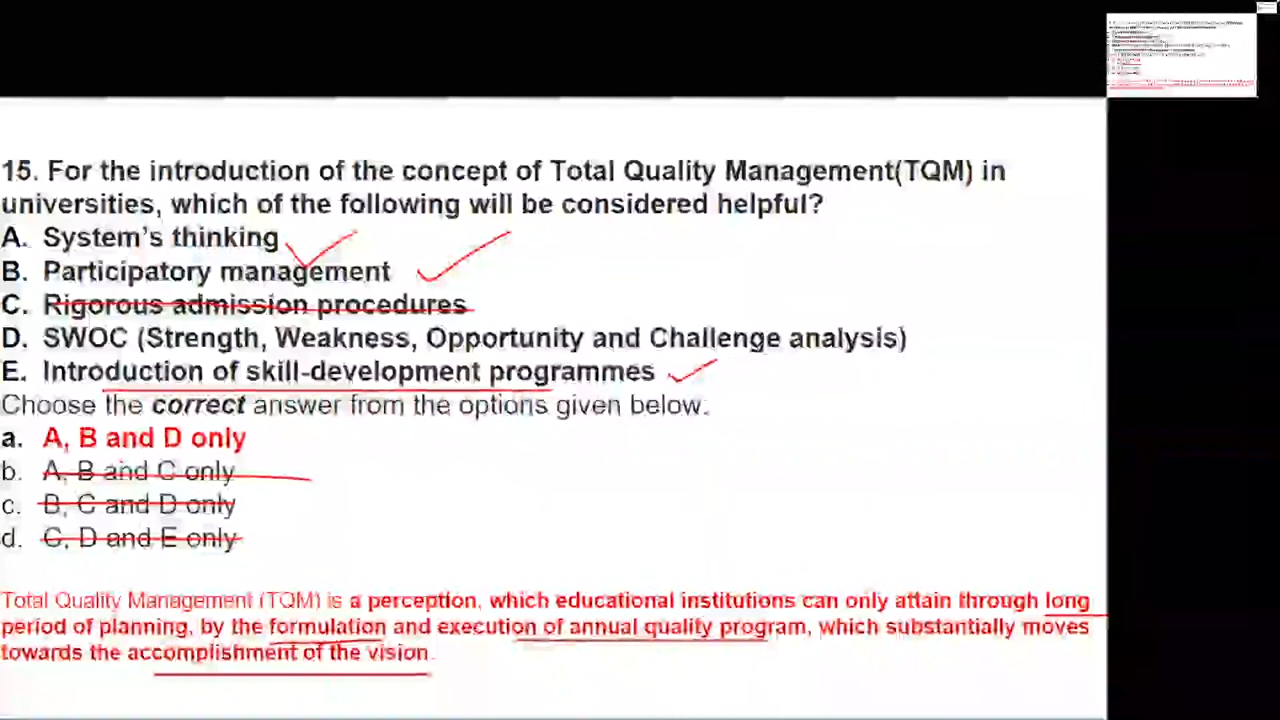 15. For the introduction of the concept of Total Quality Management(TQM) in
universities, which of the following will be considered helpful?
A. System's thinking
B. Participatory management
C. Rigorous admission procedures
D. SWOC (Strength, Weakness, Opportunity and Challenge analysis)
E. Introduction of skill-development programmes
Choose the correct answer from the options given below.
a. A, B and D only
b. A, B and C only
c. B, C and D only
d. C, D and E only
Total Quality Management (TQM) is a perception, which educational institutions can only attain through long
period of planning, by the formulation and execution of annual quality program, which substantially moves
towards the accomplishment of the vision.